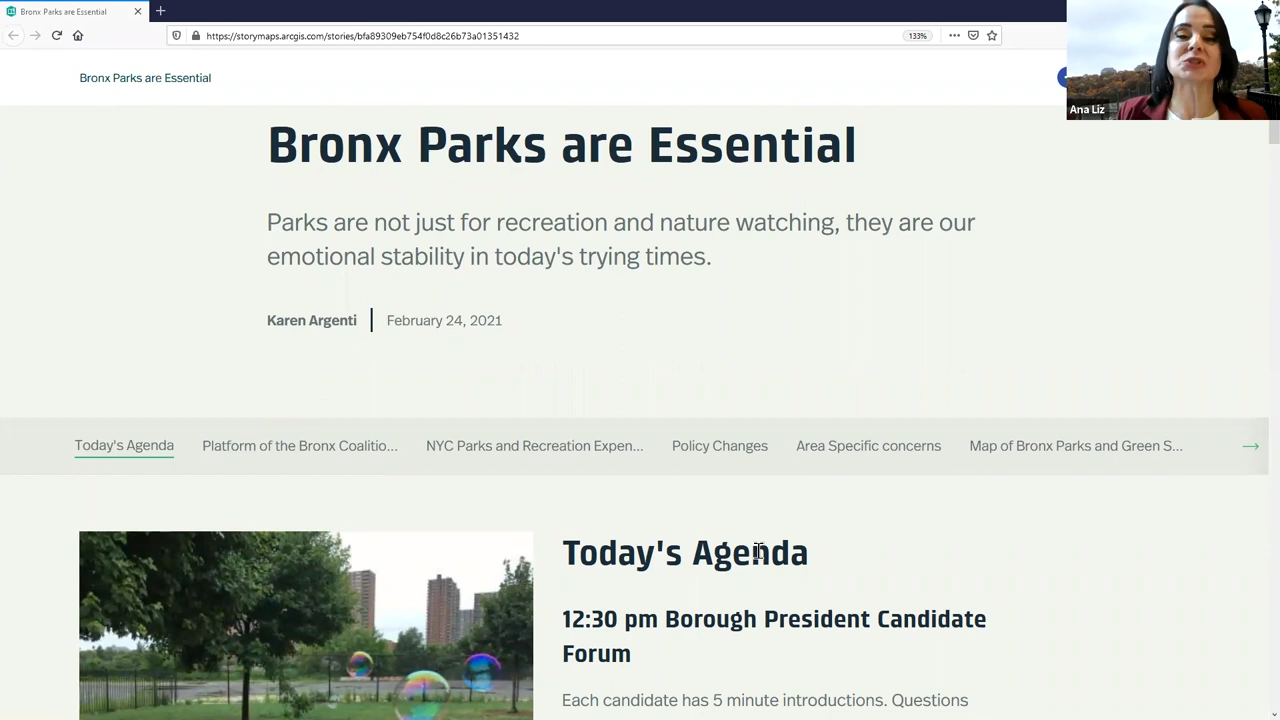 Bronx Parks are Essential
https://storymaps.arcgis.com/stories/bfa89309eb754f0d8c26b73a01351432
133%
Ana Liz
Bronx Parks are Essential
Bronx Parks are Essential
Parks are not just for recreation and nature watching, they are our
emotional stability in today's trying times.
Karen Argenti
February 24, 2021
Today's Agenda
Platform of the Bronx Coalitio...
NYC Parks and Recreation Expen...
Policy Changes
Area Specific concerns
Map of Bronx Parks and Green S...
Today's Agenda
12:30 pm Borough President Candidate
Forum
Each candidate has 5 minute introductions. Questions